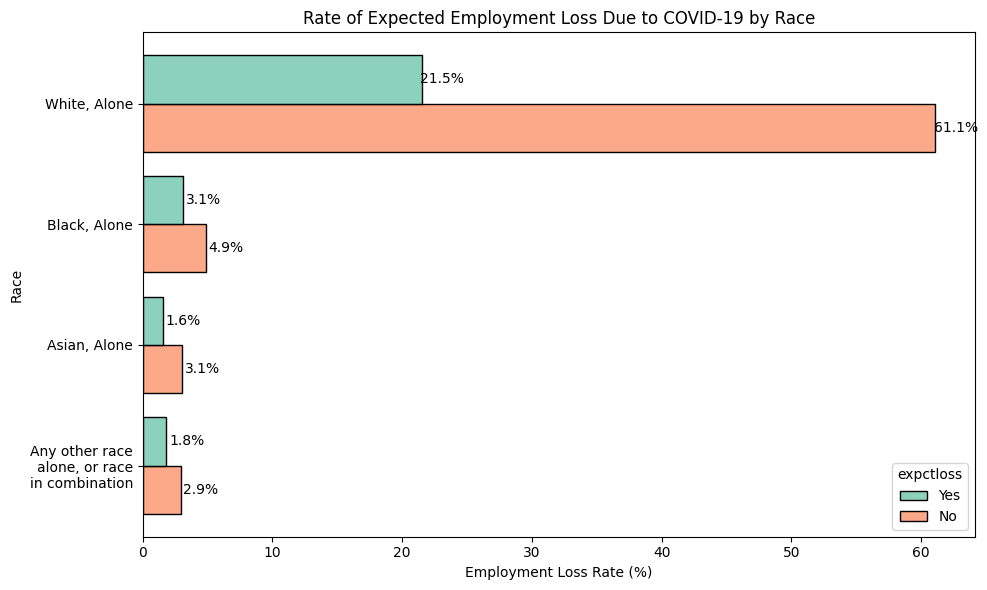 Rate of Expected Employment Loss Due to COVID-19 by Race
Race
White, Alone
21.5%
61.1%
Black, Alone
3.1%
4.9%
Asian, Alone
1.6%
3.1%
Any other race
alone, or race
in combination
1.8%
2.9%
expctloss
Yes
No
0 10 20 30 40 50 60
Employment Loss Rate (%)